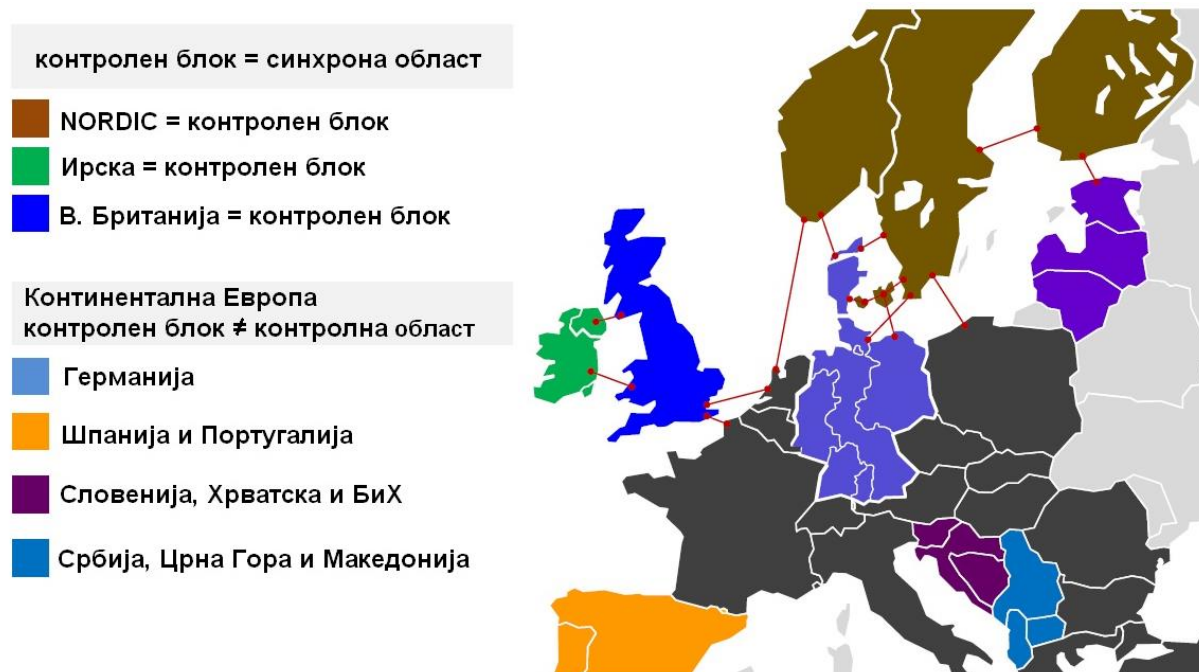 контролен блок = синхрона област
NORDIC = контролен блок
Ирска = контролен блок
В. Британија = контролен блок
Континентална Европа
контролен блок ≠ контролна област
Германија
Шпанија и Португалија
Словенија, Хрватска и БиХ
Србија, Црна Гора и Македонија